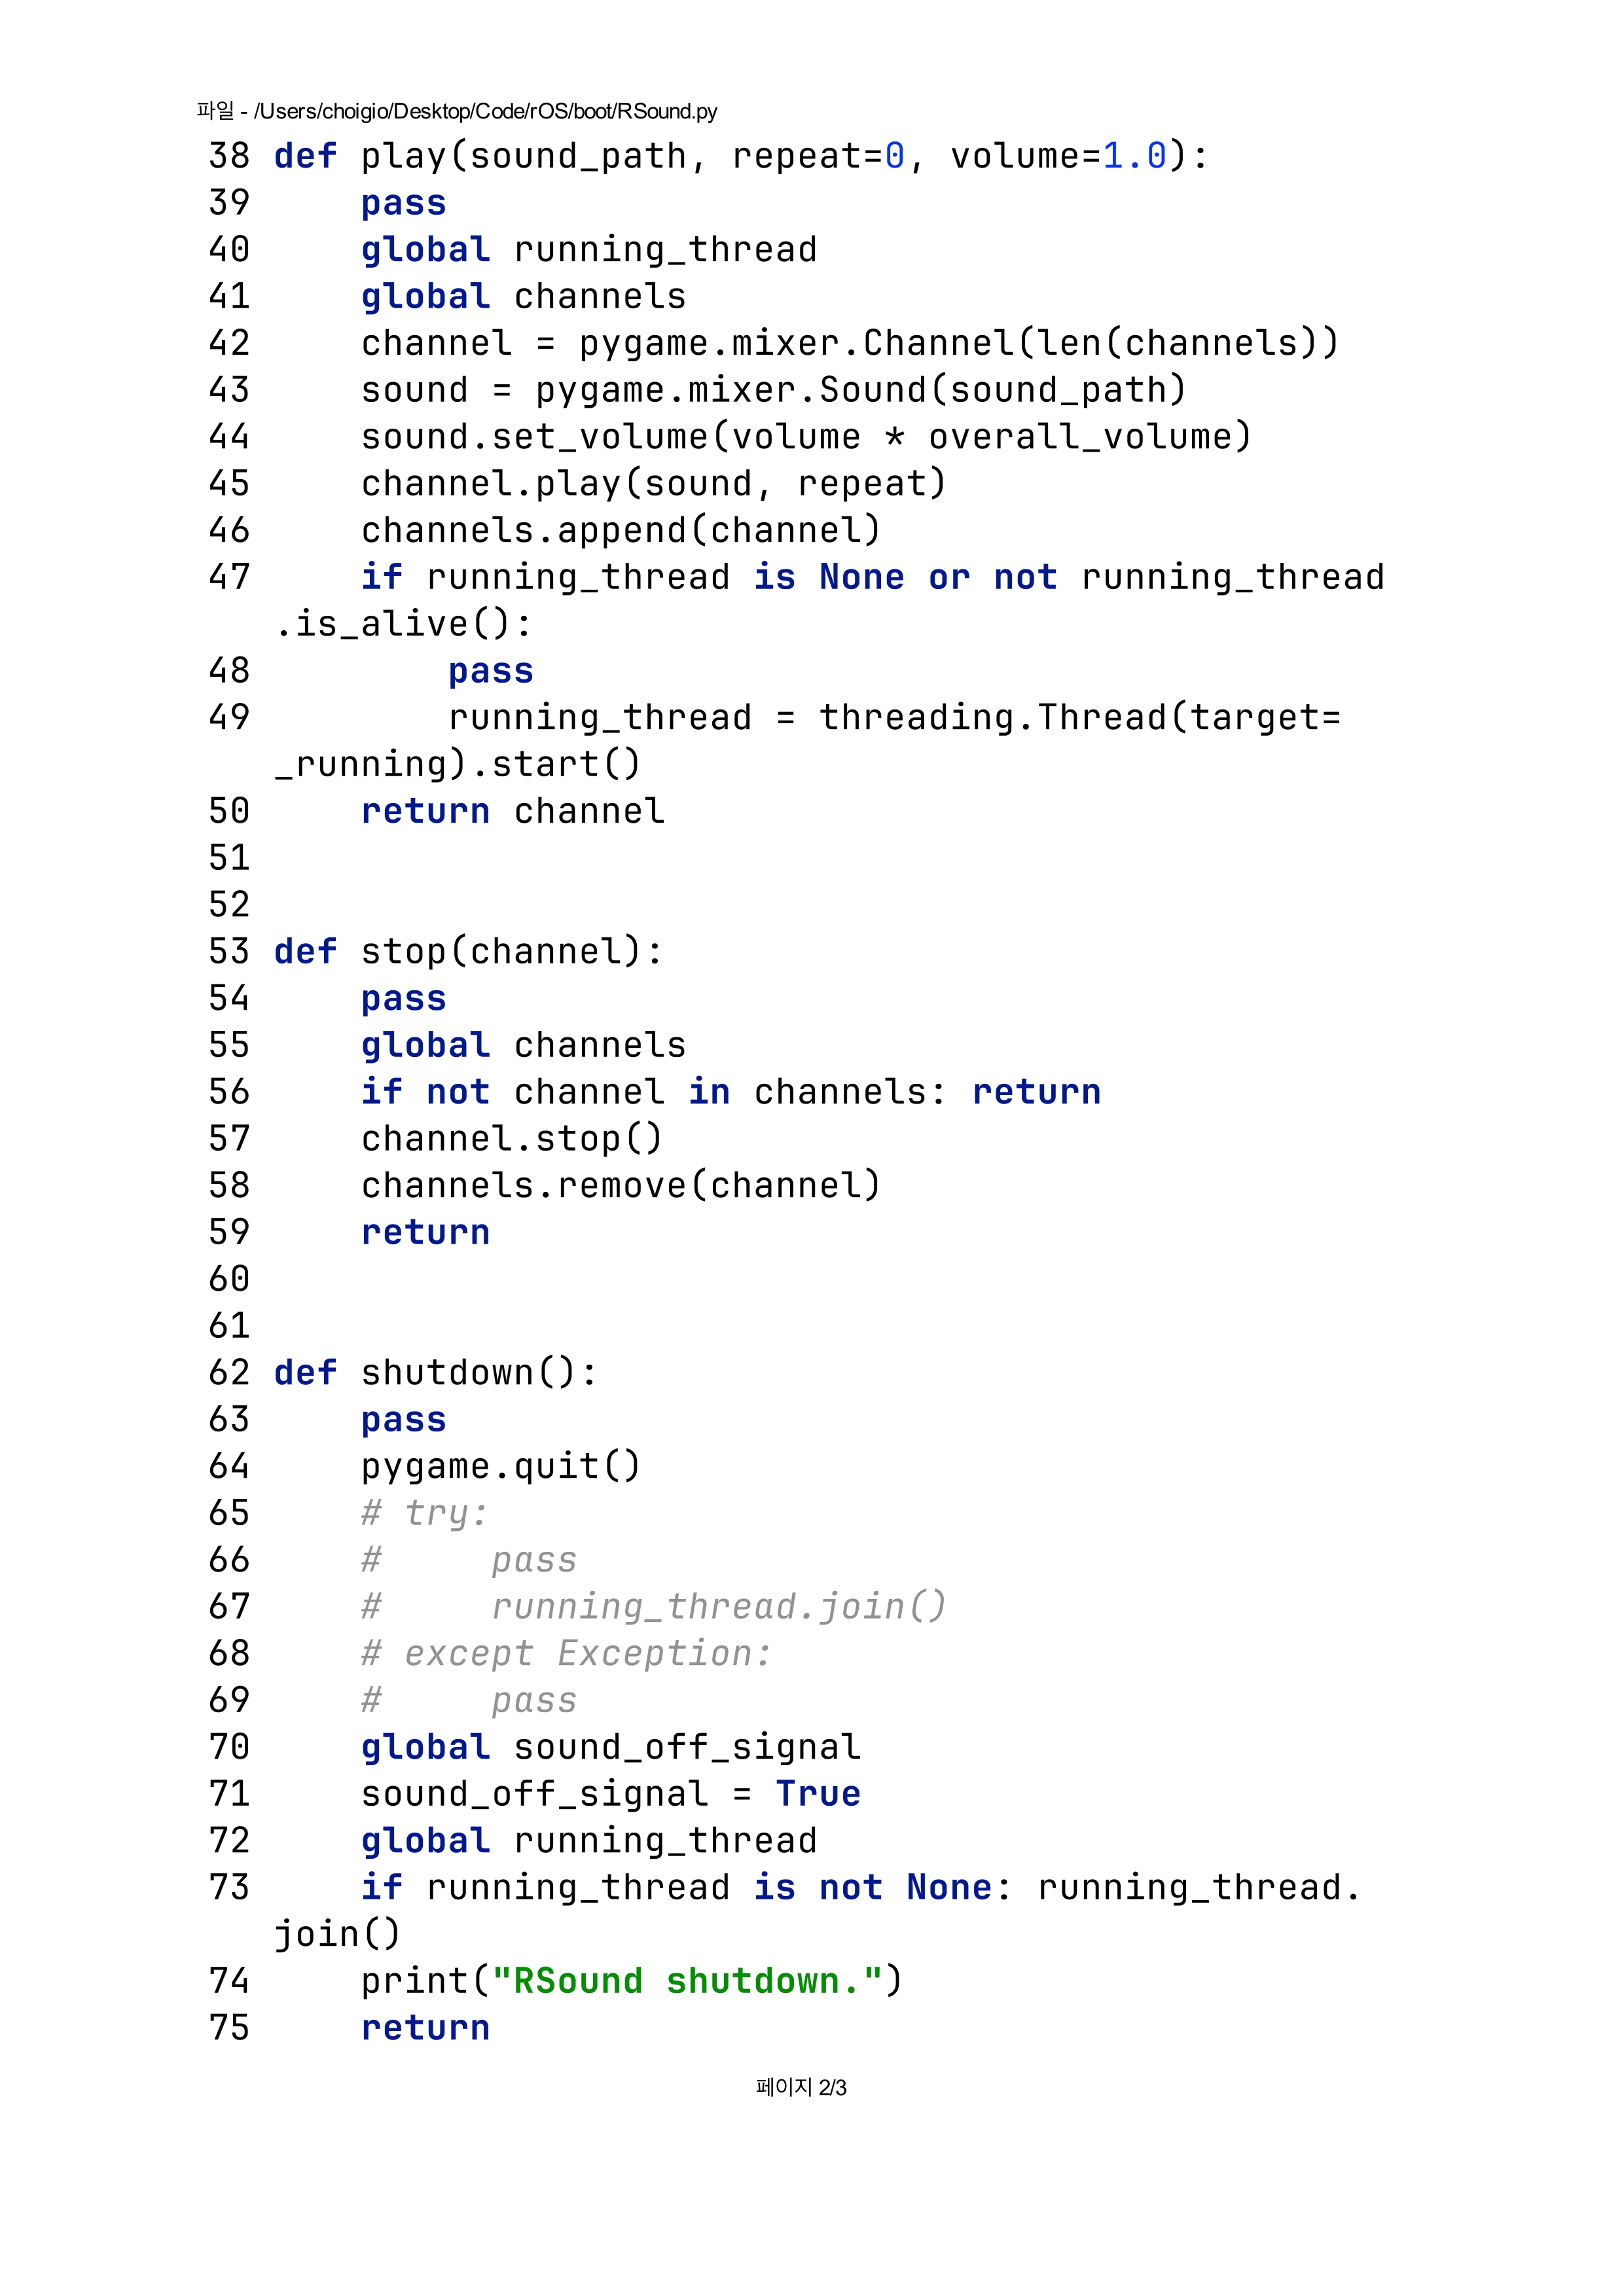 파일 - /Users/choigio/Desktop/Code/rOS/boot/RSound.py
38 def play(sound_path, repeat=0, volume=1.0):
39     pass
40     global running_thread
41     global channels
42     channel = pygame.mixer.Channel(len(channels))
43     sound = pygame.mixer.Sound(sound_path)
44     sound.set_volume(volume * overall_volume)
45     channel.play(sound, repeat)
46     channels.append(channel)
47     if running_thread is None or not running_thread
   .is_alive():
48         pass
49         running_thread = threading.Thread(target=
   _running).start()
50     return channel
51
52
53 def stop(channel):
54     pass
55     global channels
56     if not channel in channels: return
57     channel.stop()
58     channels.remove(channel)
59     return
60
61
62 def shutdown():
63     pass
64     pygame.quit()
65     # try:
66     #     pass
67     #     running_thread.join()
68     # except Exception:
69     #     pass
70     global sound_off_signal
71     sound_off_signal = True
72     global running_thread
73     if running_thread is not None: running_thread.
   join()
74     print("RSound shutdown.")
75     return
페이지 2/3